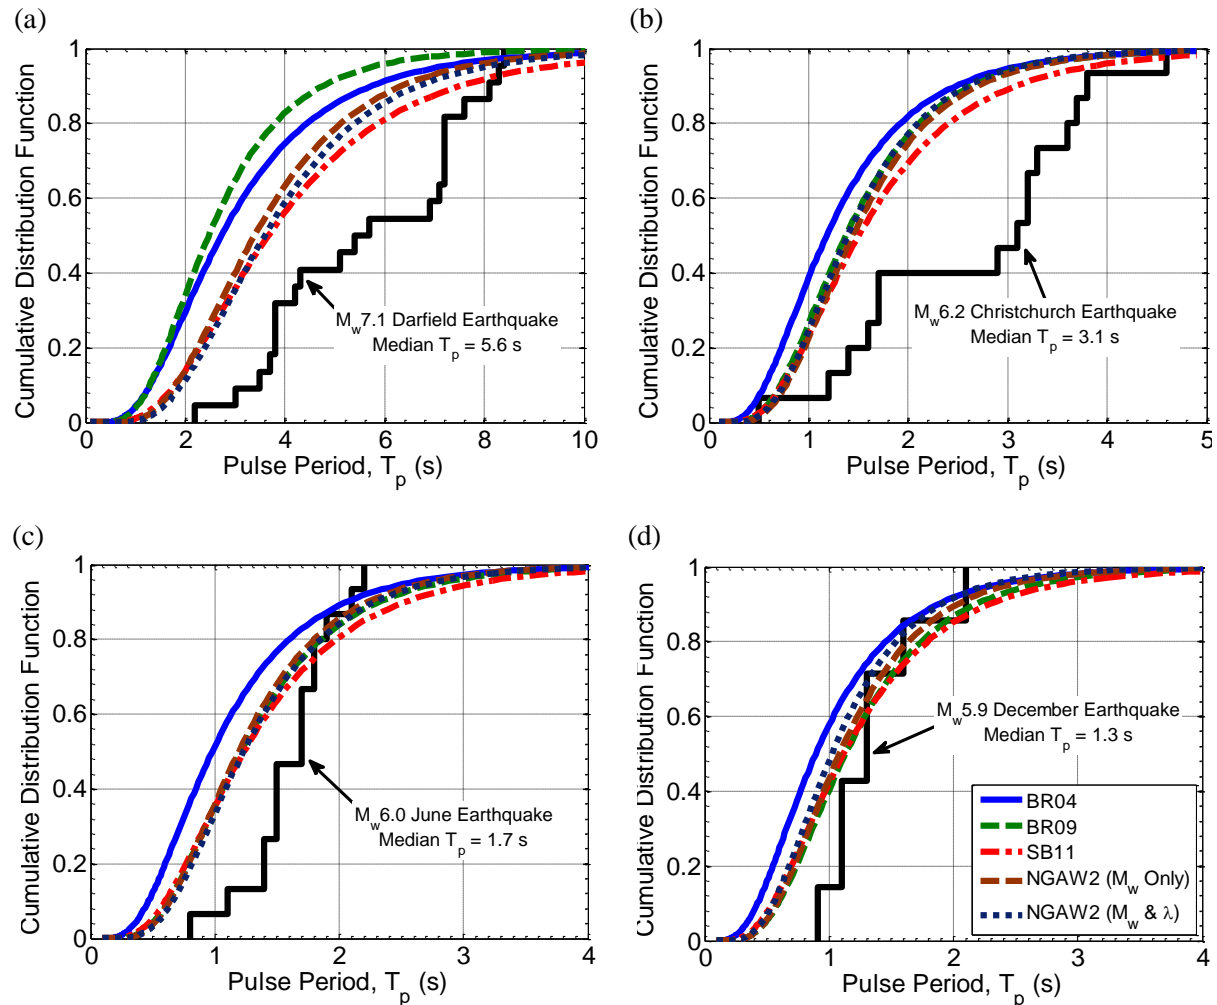 (a)
Cumulative Distribution Function
1
0.8
0.6
0.4
0.2
0
0 2 4 6 8 10
Pulse Period, Tp (s)
Mw7.1 Darfield Earthquake
Median Tp = 5.6 s
(b)
Cumulative Distribution Function
1
0.8
0.6
0.4
0.2
0
0 1 2 3 4 5
Pulse Period, Tp (s)
Mw6.2 Christchurch Earthquake
Median Tp = 3.1 s
(c)
Cumulative Distribution Function
1
0.8
0.6
0.4
0.2
0
0 1 2 3 4
Pulse Period, Tp (s)
Mw6.0 June Earthquake
Median Tp = 1.7 s
(d)
Cumulative Distribution Function
1
0.8
0.6
0.4
0.2
0
0 1 2 3 4
Pulse Period, Tp (s)
Mw5.9 December Earthquake
Median Tp = 1.3 s
BR04
BR09
SB11
NGAW2 (Mw Only)
NGAW2 (Mw & λ)